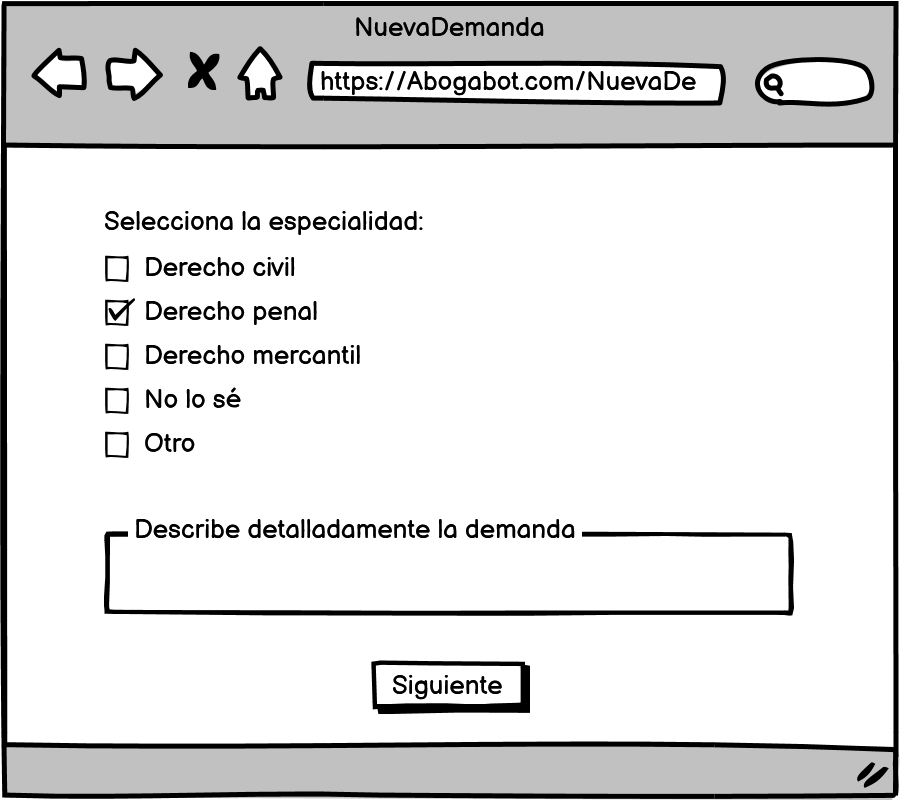 NuevaDemanda
https://Abogabot.com/NuevaDe
Selecciona la especialidad:
Derecho civil
Derecho penal
Derecho mercantil
No lo sé
Otro
Describe detalladamente la demanda
Siguiente